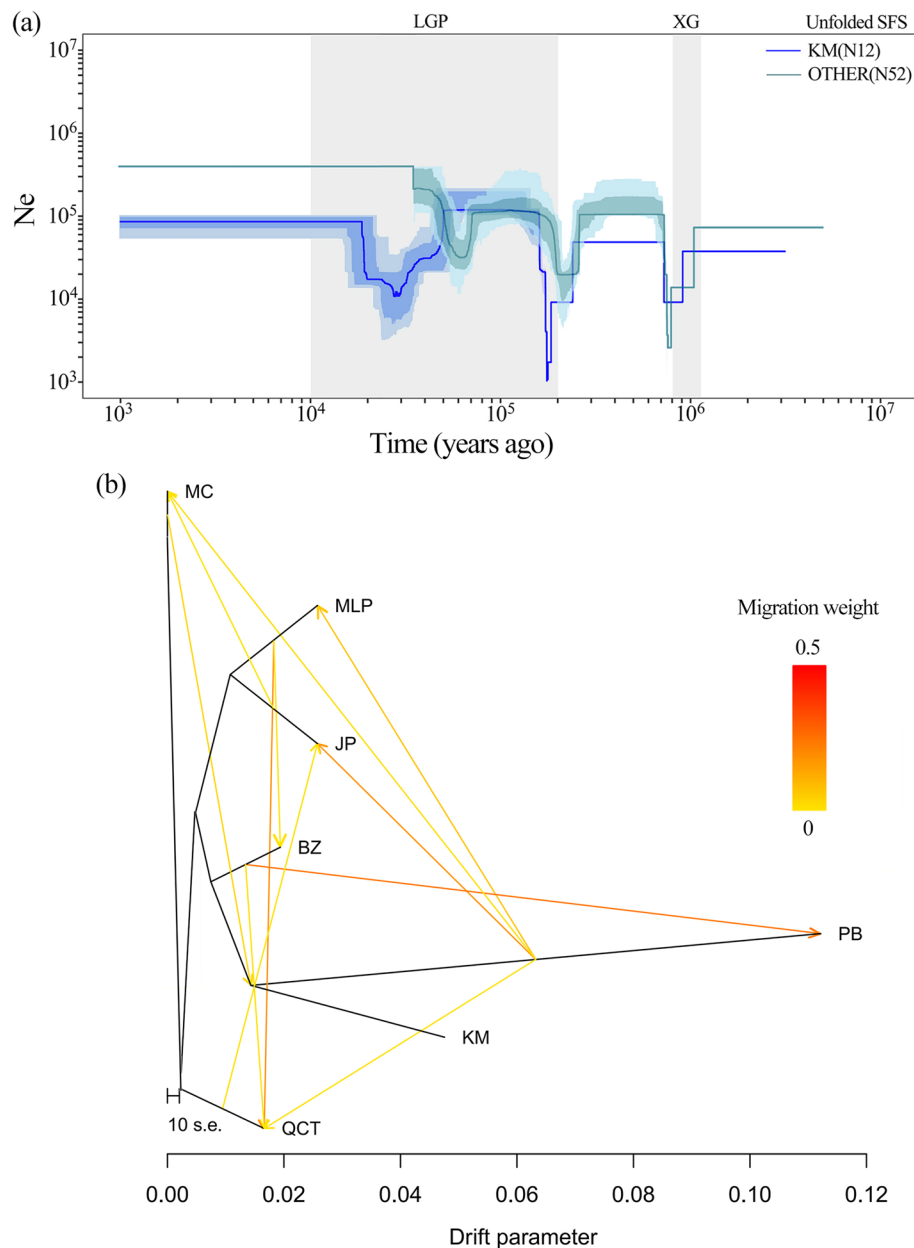 (a)
LGP XG Unfolded SFS
KM(N12)
OTHER(N52)
10⁷
10⁶
10⁵
10⁴
10³
Ne
10³ 10⁴ 10⁵ 10⁶ 10⁷
Time (years ago)
(b)
MC
MLP
Migration weight
0.5
0
JP
BZ
PB
KM
QCT
10 s.e.
0.00 0.02 0.04 0.06 0.08 0.10 0.12
Drift parameter